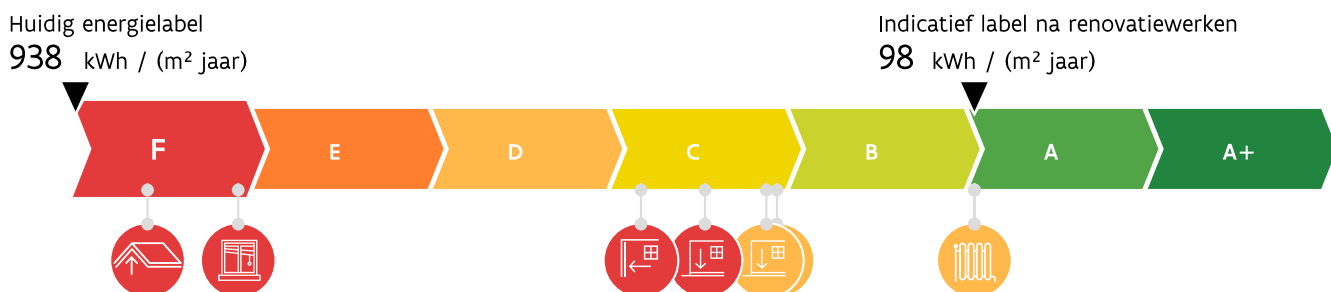 Huidig energielabel
938 kWh / (m² jaar)
Indicatief label na renovatiewerken
98 kWh / (m² jaar)
F E D C B A A+